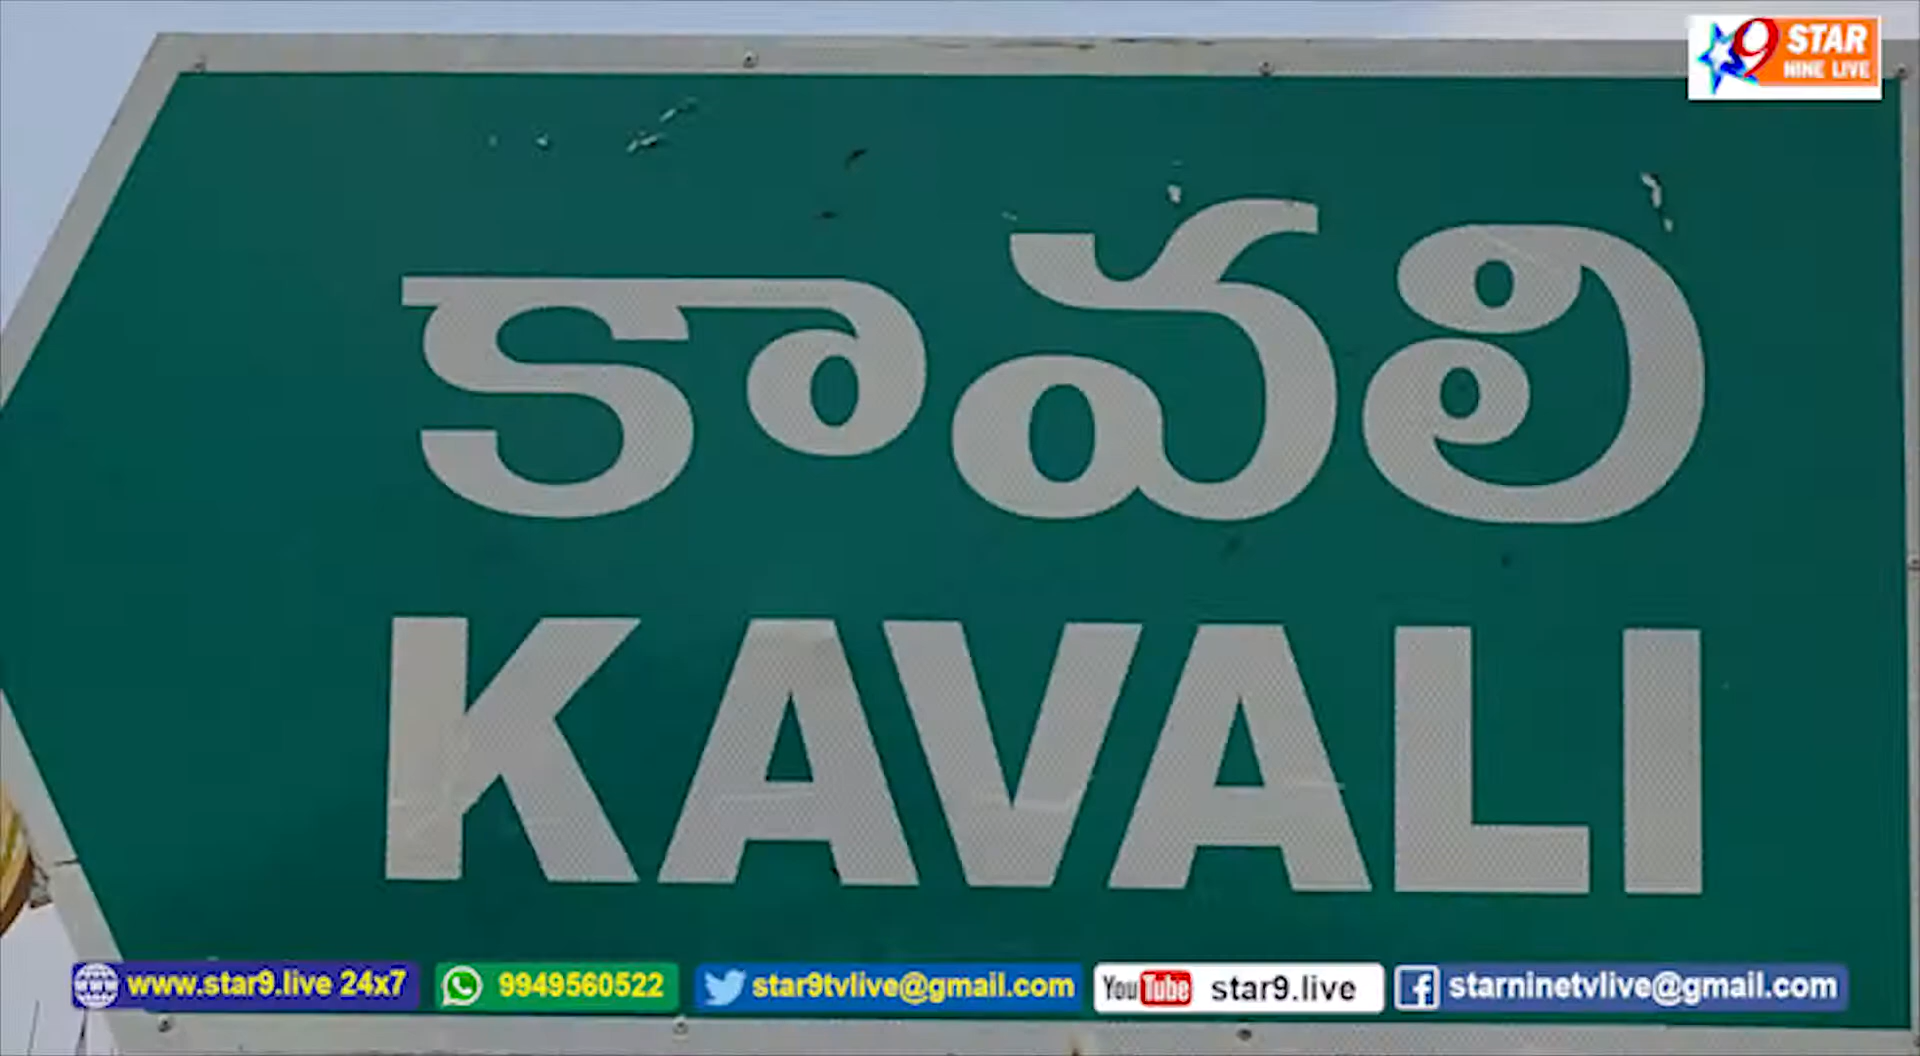 9 STAR
NINE LIVE
కావలి
KAVALI
www.star9.live 24x7
9949560522
star9tvlive@gmail.com
YouTube star9.live
starninetvlive@gmail.com